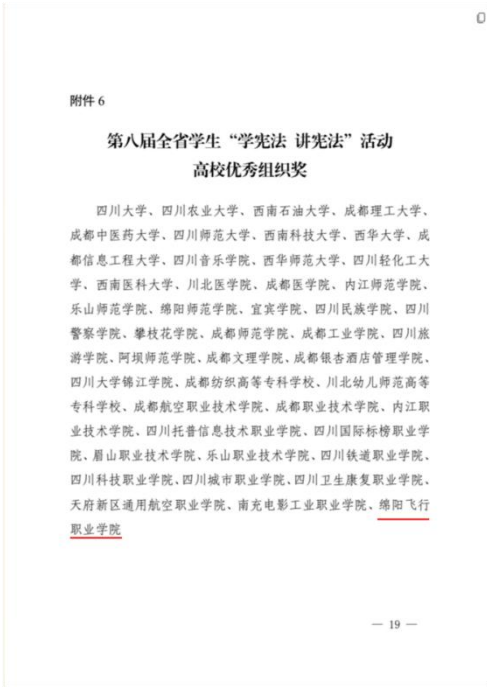 附件 6
第八届全省学生“学宪法 讲宪法”活动
高校优秀组织奖
四川大学、四川农业大学、西南石油大学、成都理工大学、
成都中医药大学、四川师范大学、西南科技大学、西华大学、成
都信息工程大学、四川音乐学院、西华师范大学、四川轻化工大
学、西南医科大学、川北医学院、成都医学院、内江师范学院、
乐山师范学院、绵阳师范学院、宜宾学院、四川民族学院、四川
警察学院、攀枝花学院、成都师范学院、成都工业学院、四川旅
游学院、阿坝师范学院、成都文理学院、成都银杏酒店管理学院、
四川大学锦江学院、成都纺织高等专科学校、川北幼儿师范高等
专科学校、成都航空职业技术学院、成都职业技术学院、内江职
业技术学院、四川托普信息技术职业学院、四川国际标榜职业学
院、眉山职业技术学院、乐山职业技术学院、四川铁道职业学院、
四川科技职业学院、四川城市职业学院、四川卫生康复职业学院、
天府新区通用航空职业学院、南充电影工业职业学院、绵阳飞行
职业学院
— 19 —